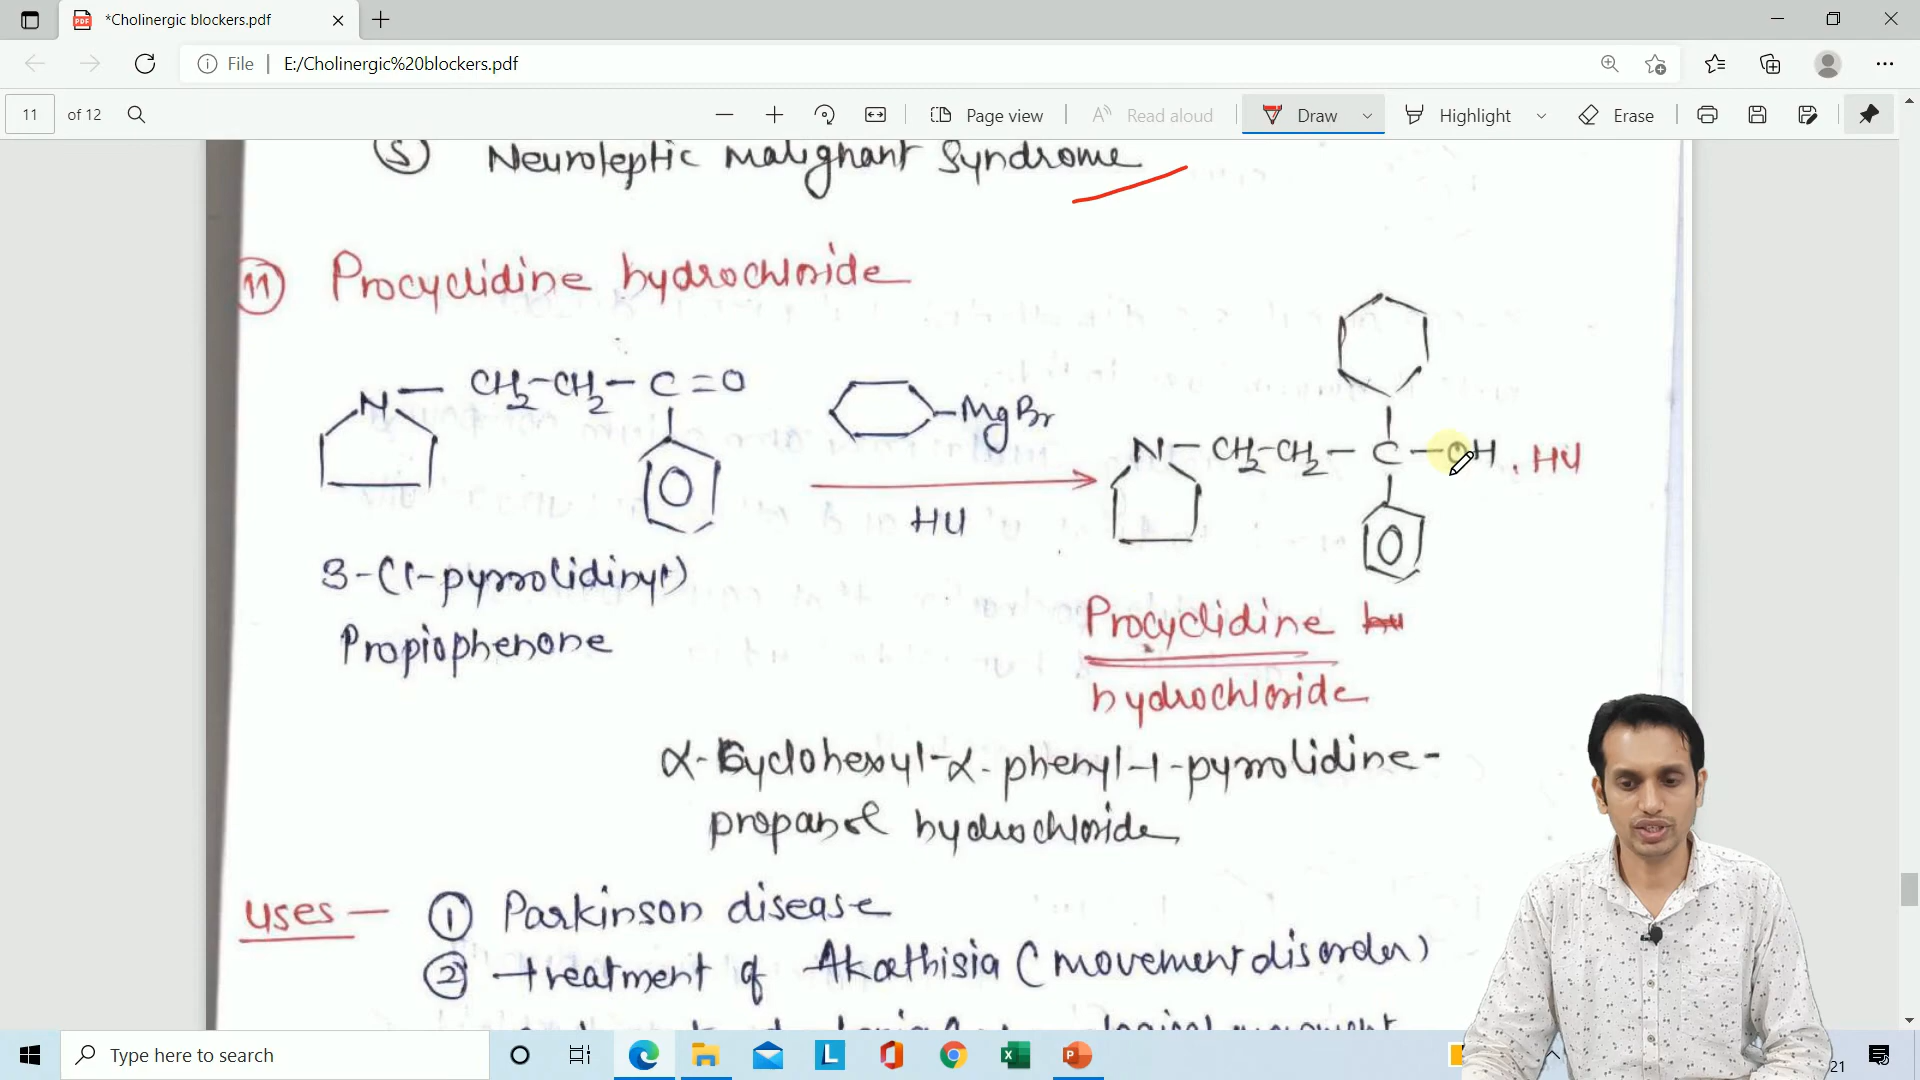 *Cholinergic blockers.pdf
File
E:/Cholinergic%20blockers.pdf
11 of 12
Page view
Read aloud
Draw
Highlight
Erase
5 Neuroleptic Malignant Syndrome
11 Procyclidine hydrochloride
N-CH2-CH2-C=O
MgBr
HCl
N-CH2-CH2-C-OH . HCl
3-(1-pyrrolidinyl)
Propiophenone
Procyclidine
hydrochloride
α-Cyclohexyl-α-phenyl-1-pyrrolidine-
propanol hydrochloride
Uses - 1 Parkinson disease
2 treatment of Akathisia (movement disorder)
Type here to search
21